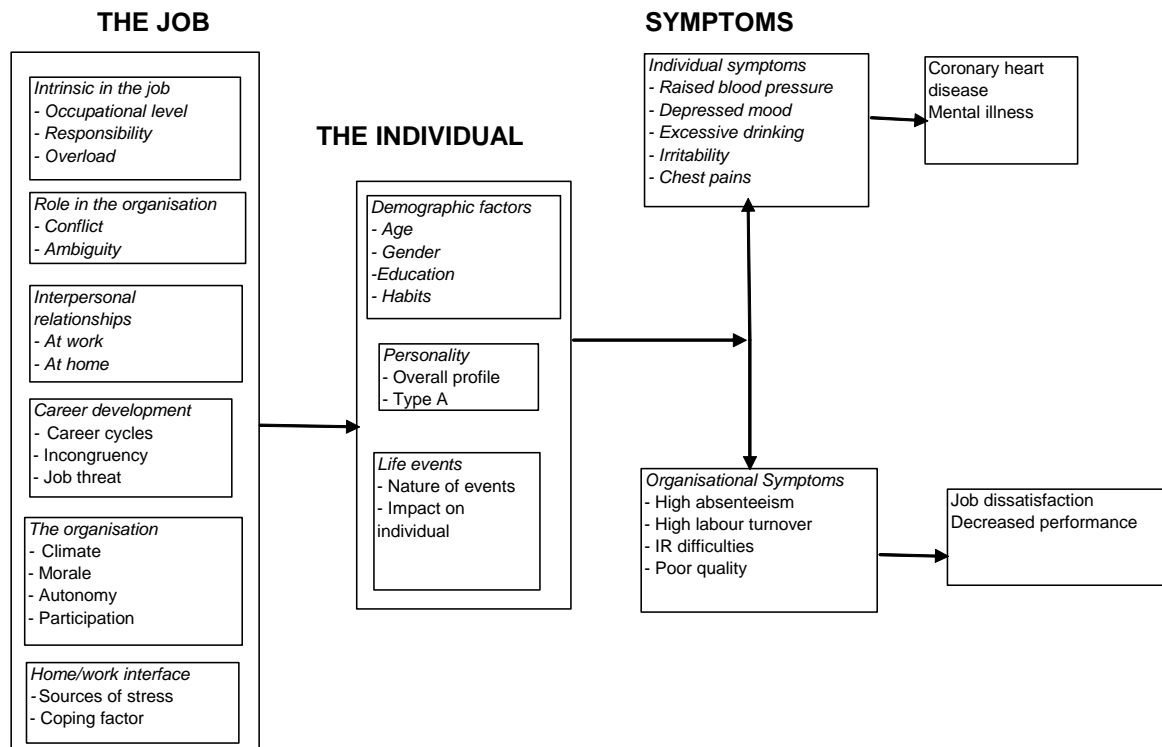 THE JOB
Intrinsic in the job
- Occupational level
- Responsibility
- Overload
Role in the organisation
- Conflict
- Ambiguity
Interpersonal
relationships
- At work
- At home
Career development
- Career cycles
- Incongruency
- Job threat
The organisation
- Climate
- Morale
- Autonomy
- Participation
Home/work interface
- Sources of stress
- Coping factor
THE INDIVIDUAL
Demographic factors
- Age
- Gender
-Education
- Habits
Personality
- Overall profile
- Type A
Life events
- Nature of events
- Impact on
individual
SYMPTOMS
Individual symptoms
- Raised blood pressure
- Depressed mood
- Excessive drinking
- Irritability
- Chest pains
Coronary heart
disease
Mental illness
Organisational Symptoms
- High absenteeism
- High labour turnover
- IR difficulties
- Poor quality
Job dissatisfaction
Decreased performance